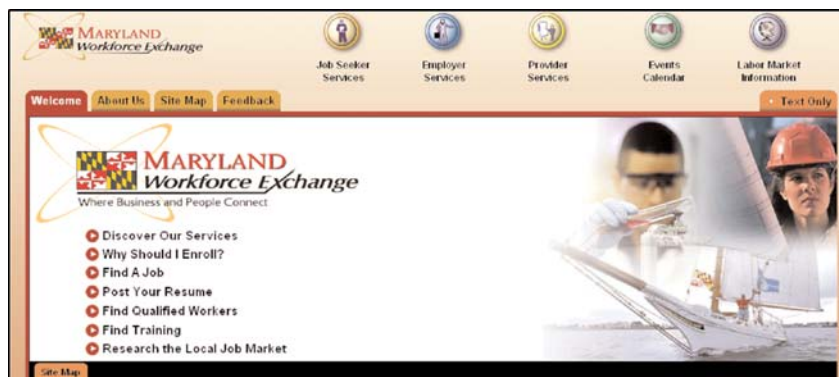 MARYLAND
Workforce Exchange
Job Seeker
Services
Employer
Services
Provider
Services
Events
Calendar
Labor Market
Information
Welcome
About Us
Site Map
Feedback
Text Only
MARYLAND
Workforce Exchange
Where Business and People Connect
Discover Our Services
Why Should I Enroll?
Find A Job
Post Your Resume
Find Qualified Workers
Find Training
Research the Local Job Market
Site Map